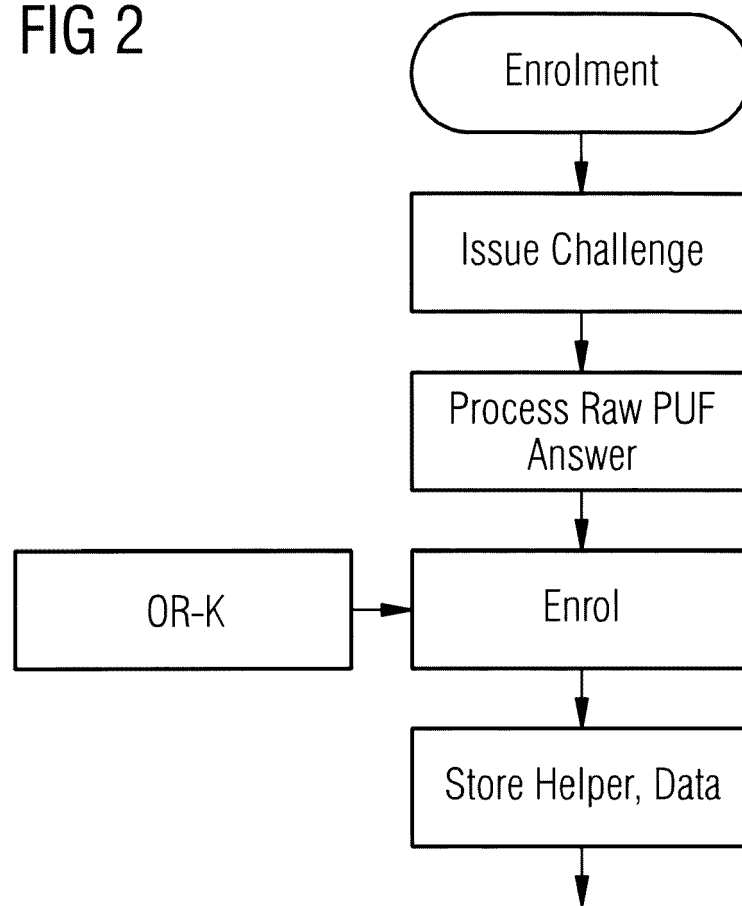 FIG 2
Enrolment
Issue Challenge
Process Raw PUF
Answer
OR-K
Enrol
Store Helper, Data